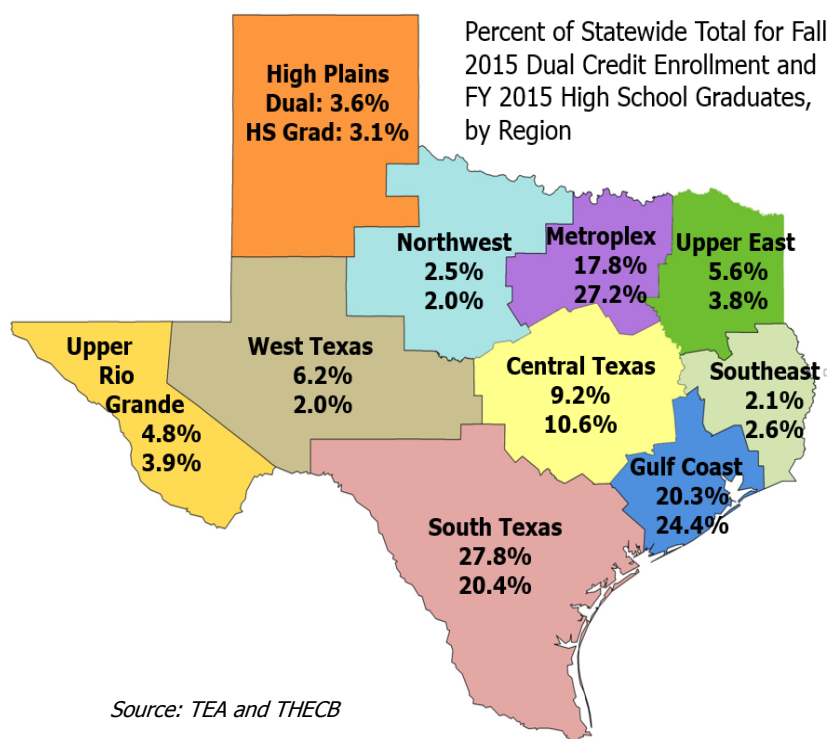 Percent of Statewide Total for Fall
2015 Dual Credit Enrollment and
FY 2015 High School Graduates,
by Region
High Plains
Dual: 3.6%
HS Grad: 3.1%
Northwest
2.5%
2.0%
Metroplex
17.8%
27.2%
Upper East
5.6%
3.8%
Upper
Rio
Grande
4.8%
3.9%
West Texas
6.2%
2.0%
Central Texas
9.2%
10.6%
Southeast
2.1%
2.6%
Gulf Coast
20.3%
24.4%
South Texas
27.8%
20.4%
Source: TEA and THECB